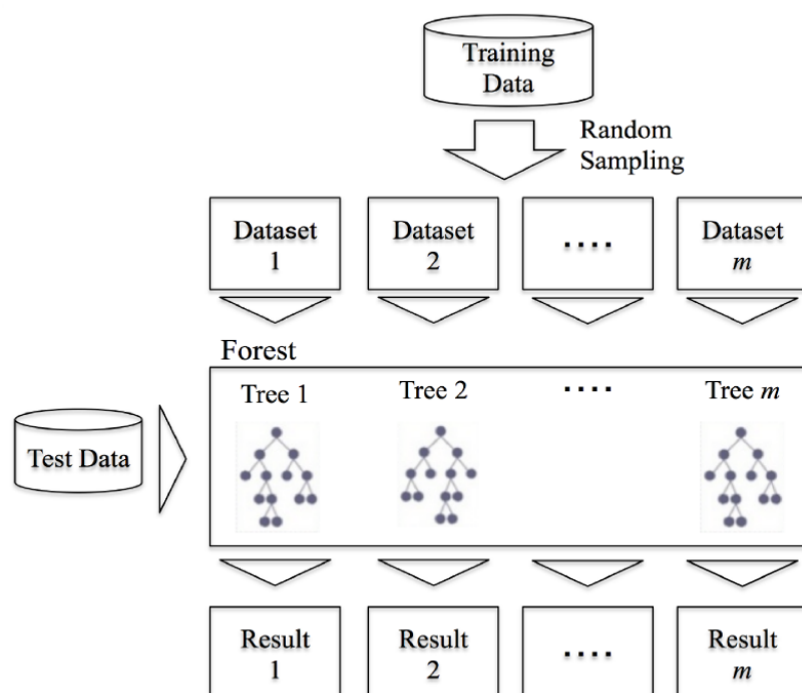 Training
Data
Random
Sampling
Dataset
1
Dataset
2
....
Dataset
m
Forest
Tree 1
Tree 2
....
Tree m
Test Data
Result
1
Result
2
....
Result
m